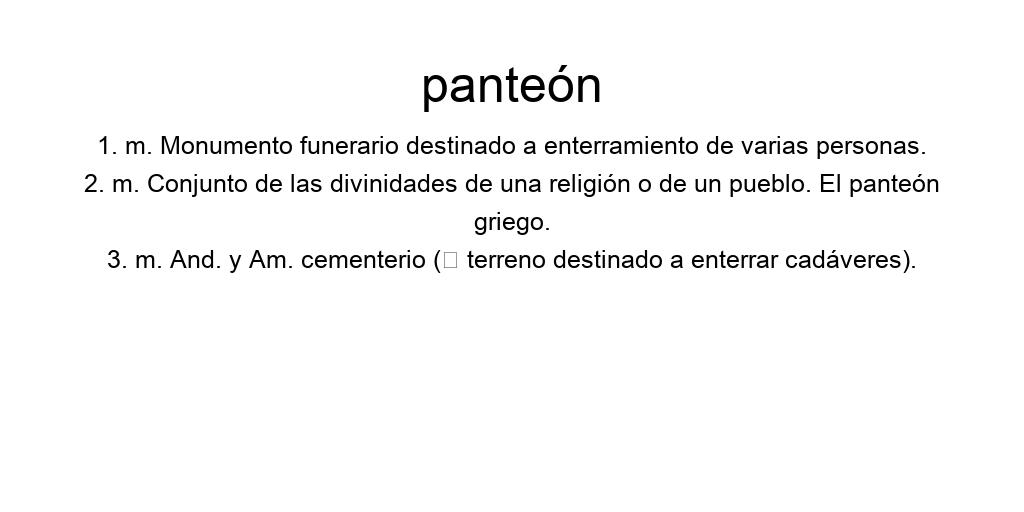 panteón
1. m. Monumento funerario destinado a enterramiento de varias personas.
2. m. Conjunto de las divinidades de una religión o de un pueblo. El panteón
griego.
3. m. And. y Am. cementerio (□ terreno destinado a enterrar cadáveres).